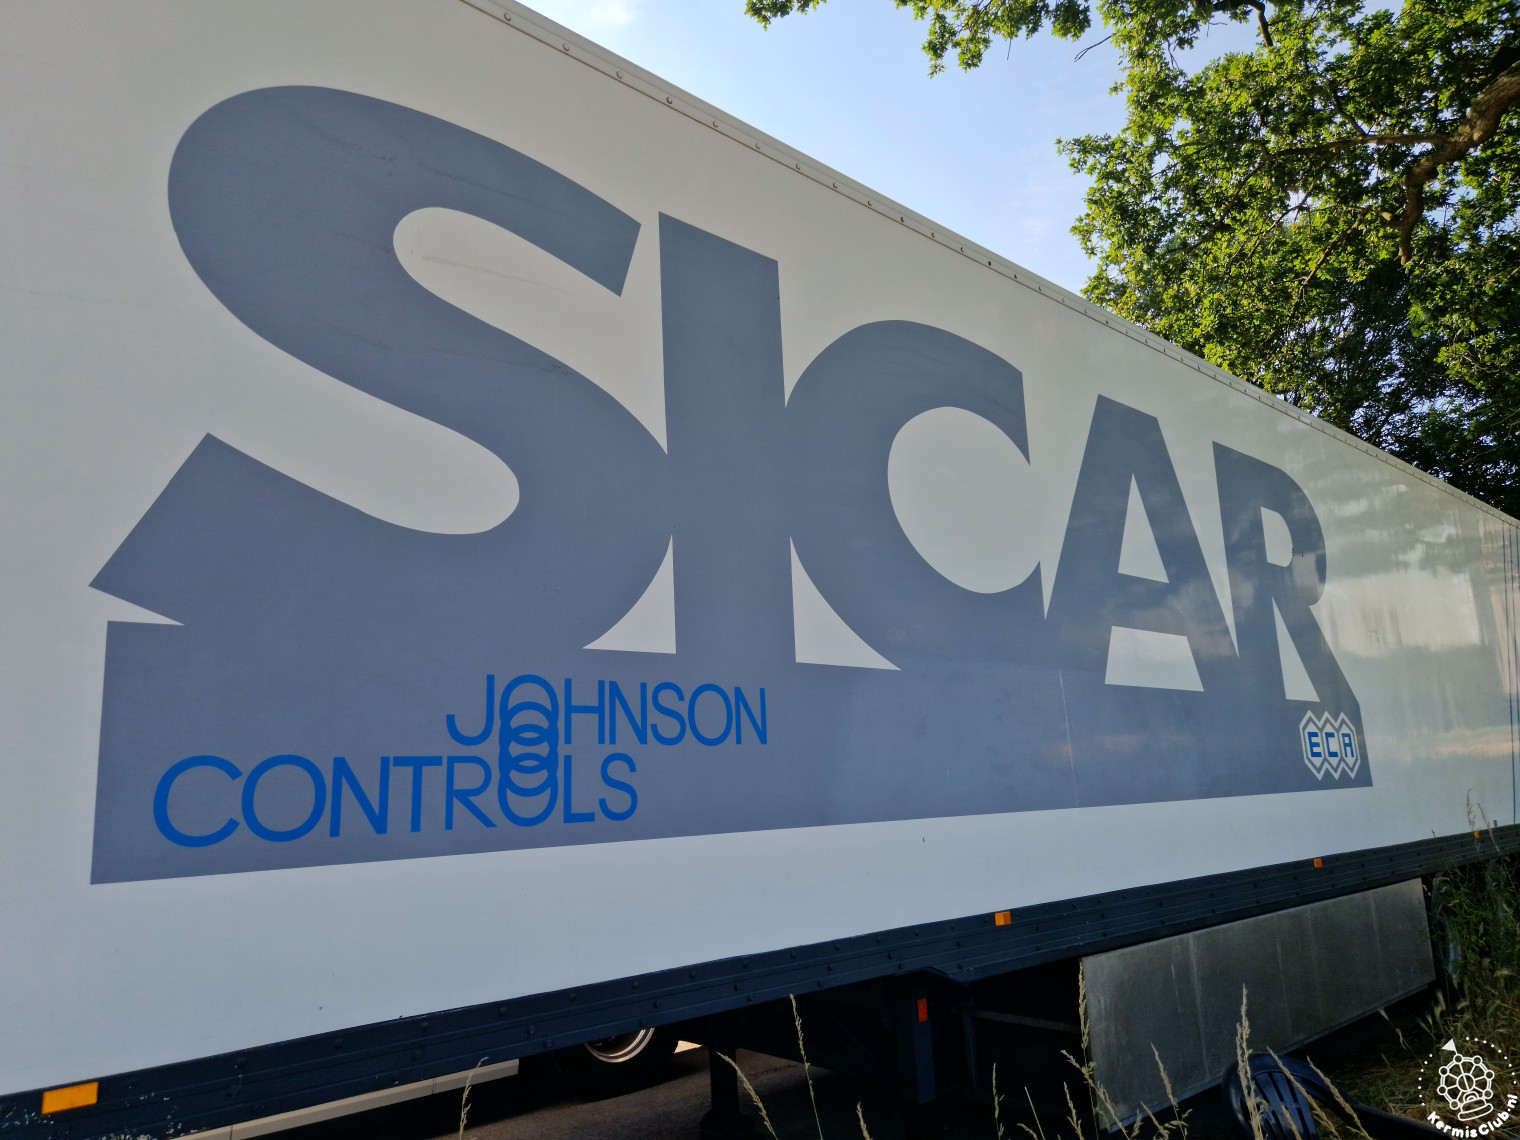 SICAR
JOHNSON
CONTROLS
ECA
KermisClub.nl